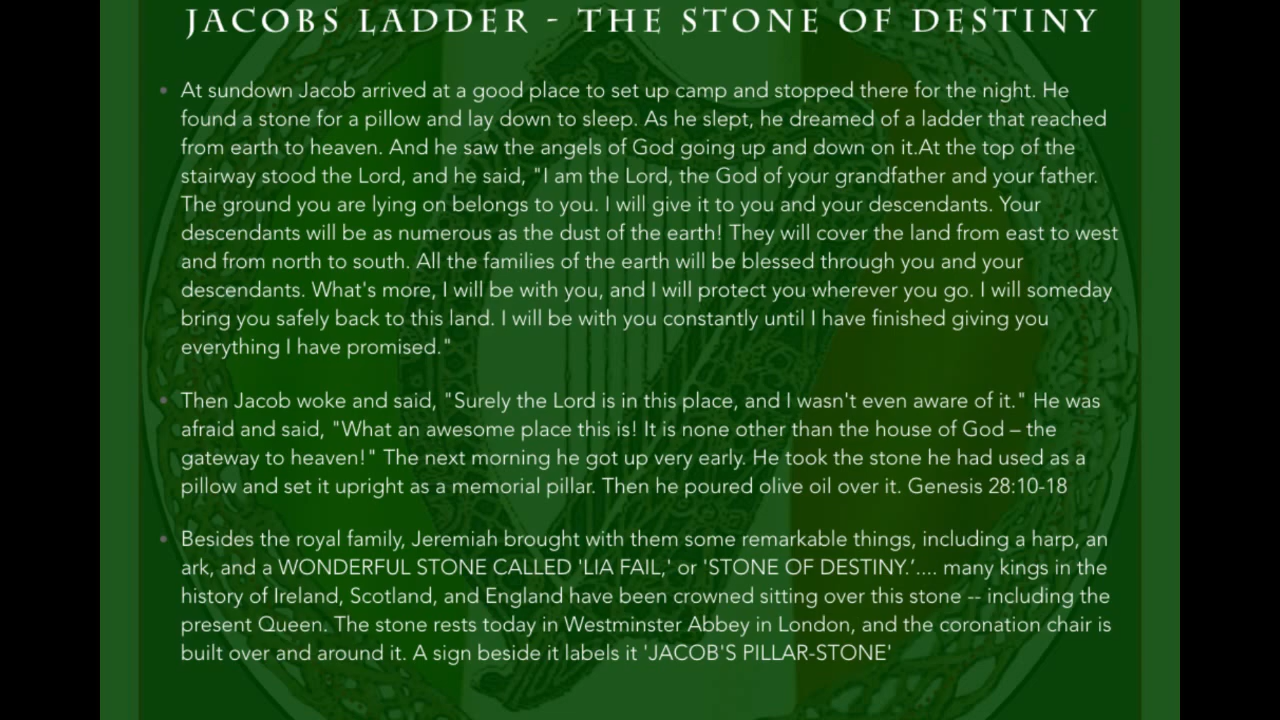 JACOBS LADDER - THE STONE OF DESTINY
• At sundown Jacob arrived at a good place to set up camp and stopped there for the night. He
found a stone for a pillow and lay down to sleep. As he slept, he dreamed of a ladder that reached
from earth to heaven. And he saw the angels of God going up and down on it.At the top of the
stairway stood the Lord, and he said, "I am the Lord, the God of your grandfather and your father.
The ground you are lying on belongs to you. I will give it to you and your descendants. Your
descendants will be as numerous as the dust of the earth! They will cover the land from east to west
and from north to south. All the families of the earth will be blessed through you and your
descendants. What's more, I will be with you, and I will protect you wherever you go. I will someday
bring you safely back to this land. I will be with you constantly until I have finished giving you
everything I have promised."
• Then Jacob woke and said, "Surely the Lord is in this place, and I wasn't even aware of it." He was
afraid and said, "What an awesome place this is! It is none other than the house of God – the
gateway to heaven!" The next morning he got up very early. He took the stone he had used as a
pillow and set it upright as a memorial pillar. Then he poured olive oil over it. Genesis 28:10-18
• Besides the royal family, Jeremiah brought with them some remarkable things, including a harp, an
ark, and a WONDERFUL STONE CALLED 'LIA FAIL,' or 'STONE OF DESTINY.'.... many kings in the
history of Ireland, Scotland, and England have been crowned sitting over this stone -- including the
present Queen. The stone rests today in Westminster Abbey in London, and the coronation chair is
built over and around it. A sign beside it labels it 'JACOB'S PILLAR-STONE'